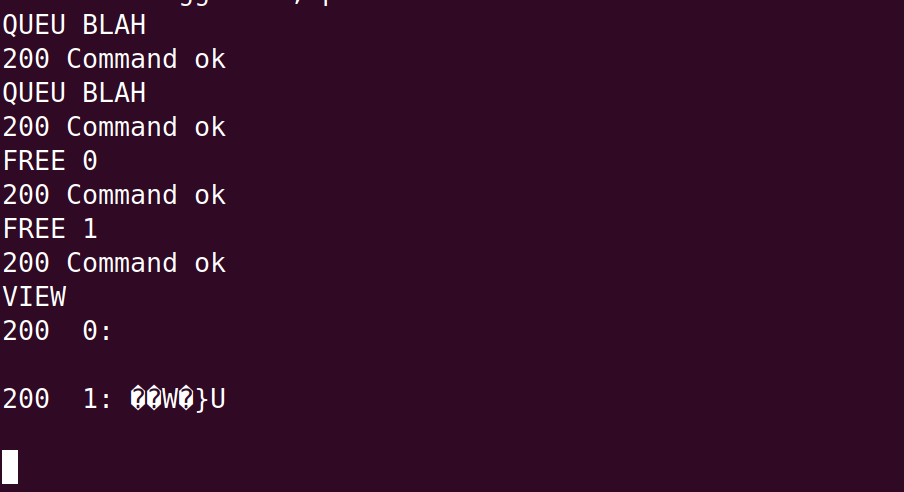 QUEU BLAH
200 Command ok
QUEU BLAH
200 Command ok
FREE 0
200 Command ok
FREE 1
200 Command ok
VIEW
200  0:
200  1: ��W�}U